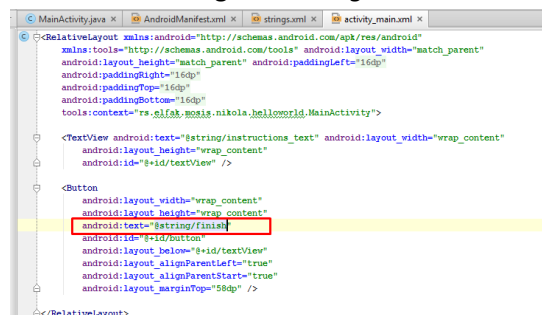 MainActivity.java × AndroidManifest.xml × strings.xml × activity_main.xml ×
<RelativeLayout xmlns:android="http://schemas.android.com/apk/res/android"
xmlns:tools="http://schemas.android.com/tools" android:layout_width="match_parent"
android:layout_height="match_parent" android:paddingLeft="16dp"
android:paddingRight="16dp"
android:paddingTop="16dp"
android:paddingBottom="16dp"
tools:context="rs.elfak.mosis.nikola.helloworld.MainActivity">
<TextView android:text="@string/instructions_text" android:layout_width="wrap_content"
android:layout_height="wrap_content"
android:id="@+id/textView" />
<Button
android:layout_width="wrap_content"
android:layout_height="wrap_content"
android:text="@string/finish"
android:id="@+id/button"
android:layout_below="@+id/textView"
android:layout_alignParentLeft="true"
android:layout_alignParentStart="true"
android:layout_marginTop="58dp" />
</RelativeLayout>